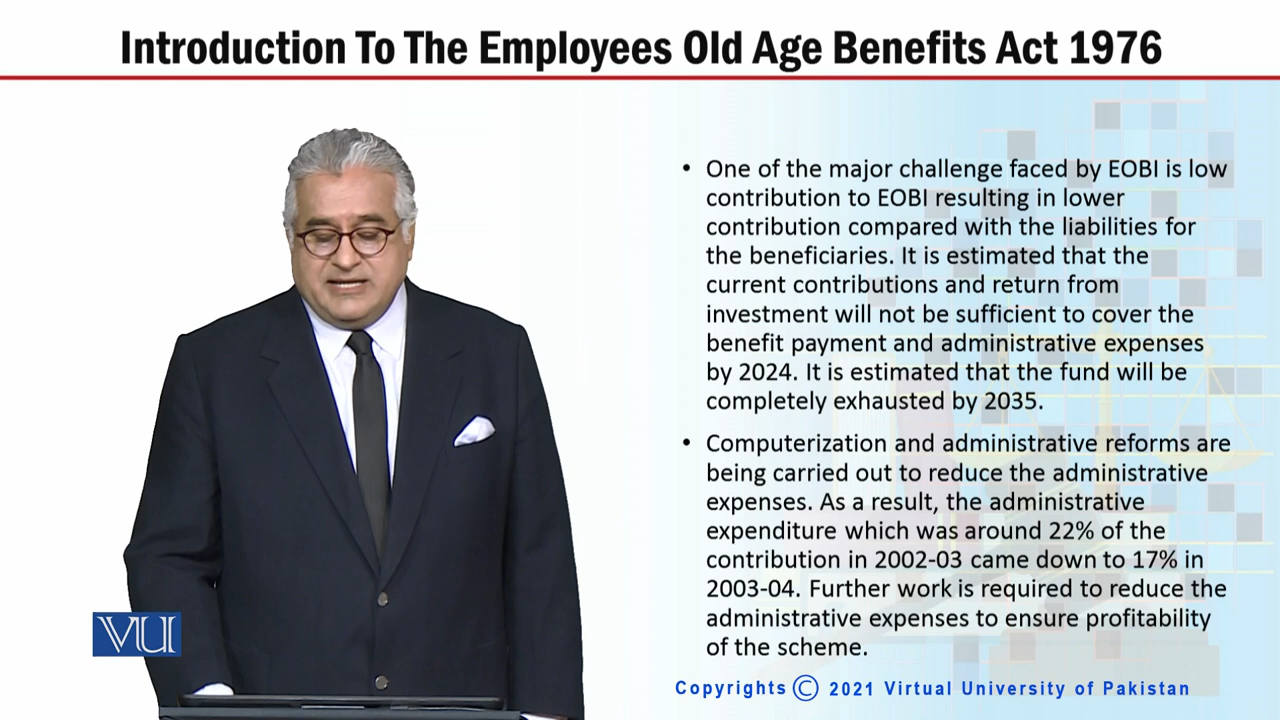 Introduction To The Employees Old Age Benefits Act 1976
• One of the major challenge faced by EOBI is low
contribution to EOBI resulting in lower
contribution compared with the liabilities for
the beneficiaries. It is estimated that the
current contributions and return from
investment will not be sufficient to cover the
benefit payment and administrative expenses
by 2024. It is estimated that the fund will be
completely exhausted by 2035.
• Computerization and administrative reforms are
being carried out to reduce the administrative
expenses. As a result, the administrative
expenditure which was around 22% of the
contribution in 2002-03 came down to 17% in
2003-04. Further work is required to reduce the
administrative expenses to ensure profitability
of the scheme.
VU
Copyrights © 2021 Virtual University of Pakistan